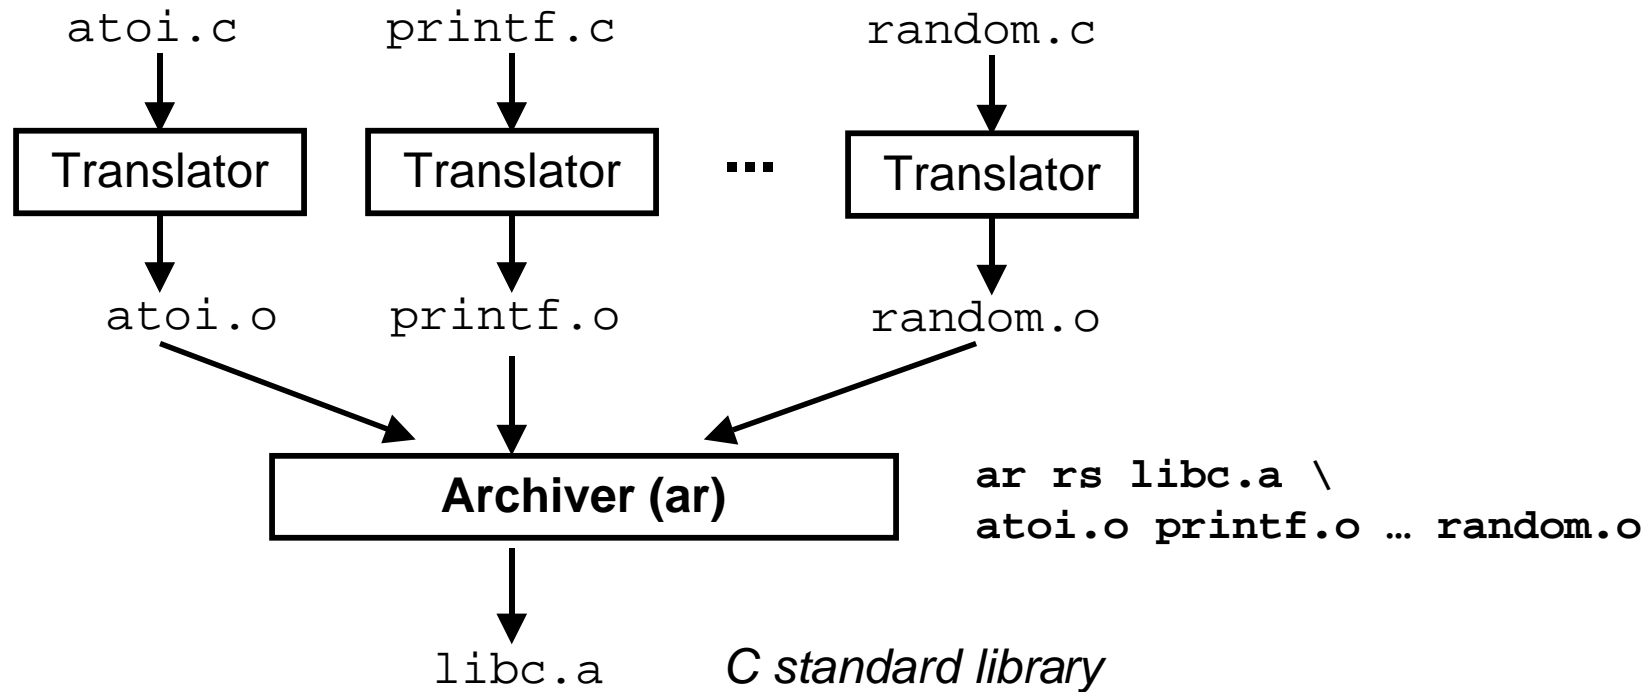 atoi.c printf.c random.c
Translator Translator ... Translator
atoi.o printf.o random.o
Archiver (ar)
ar rs libc.a \
atoi.o printf.o … random.o
libc.a C standard library